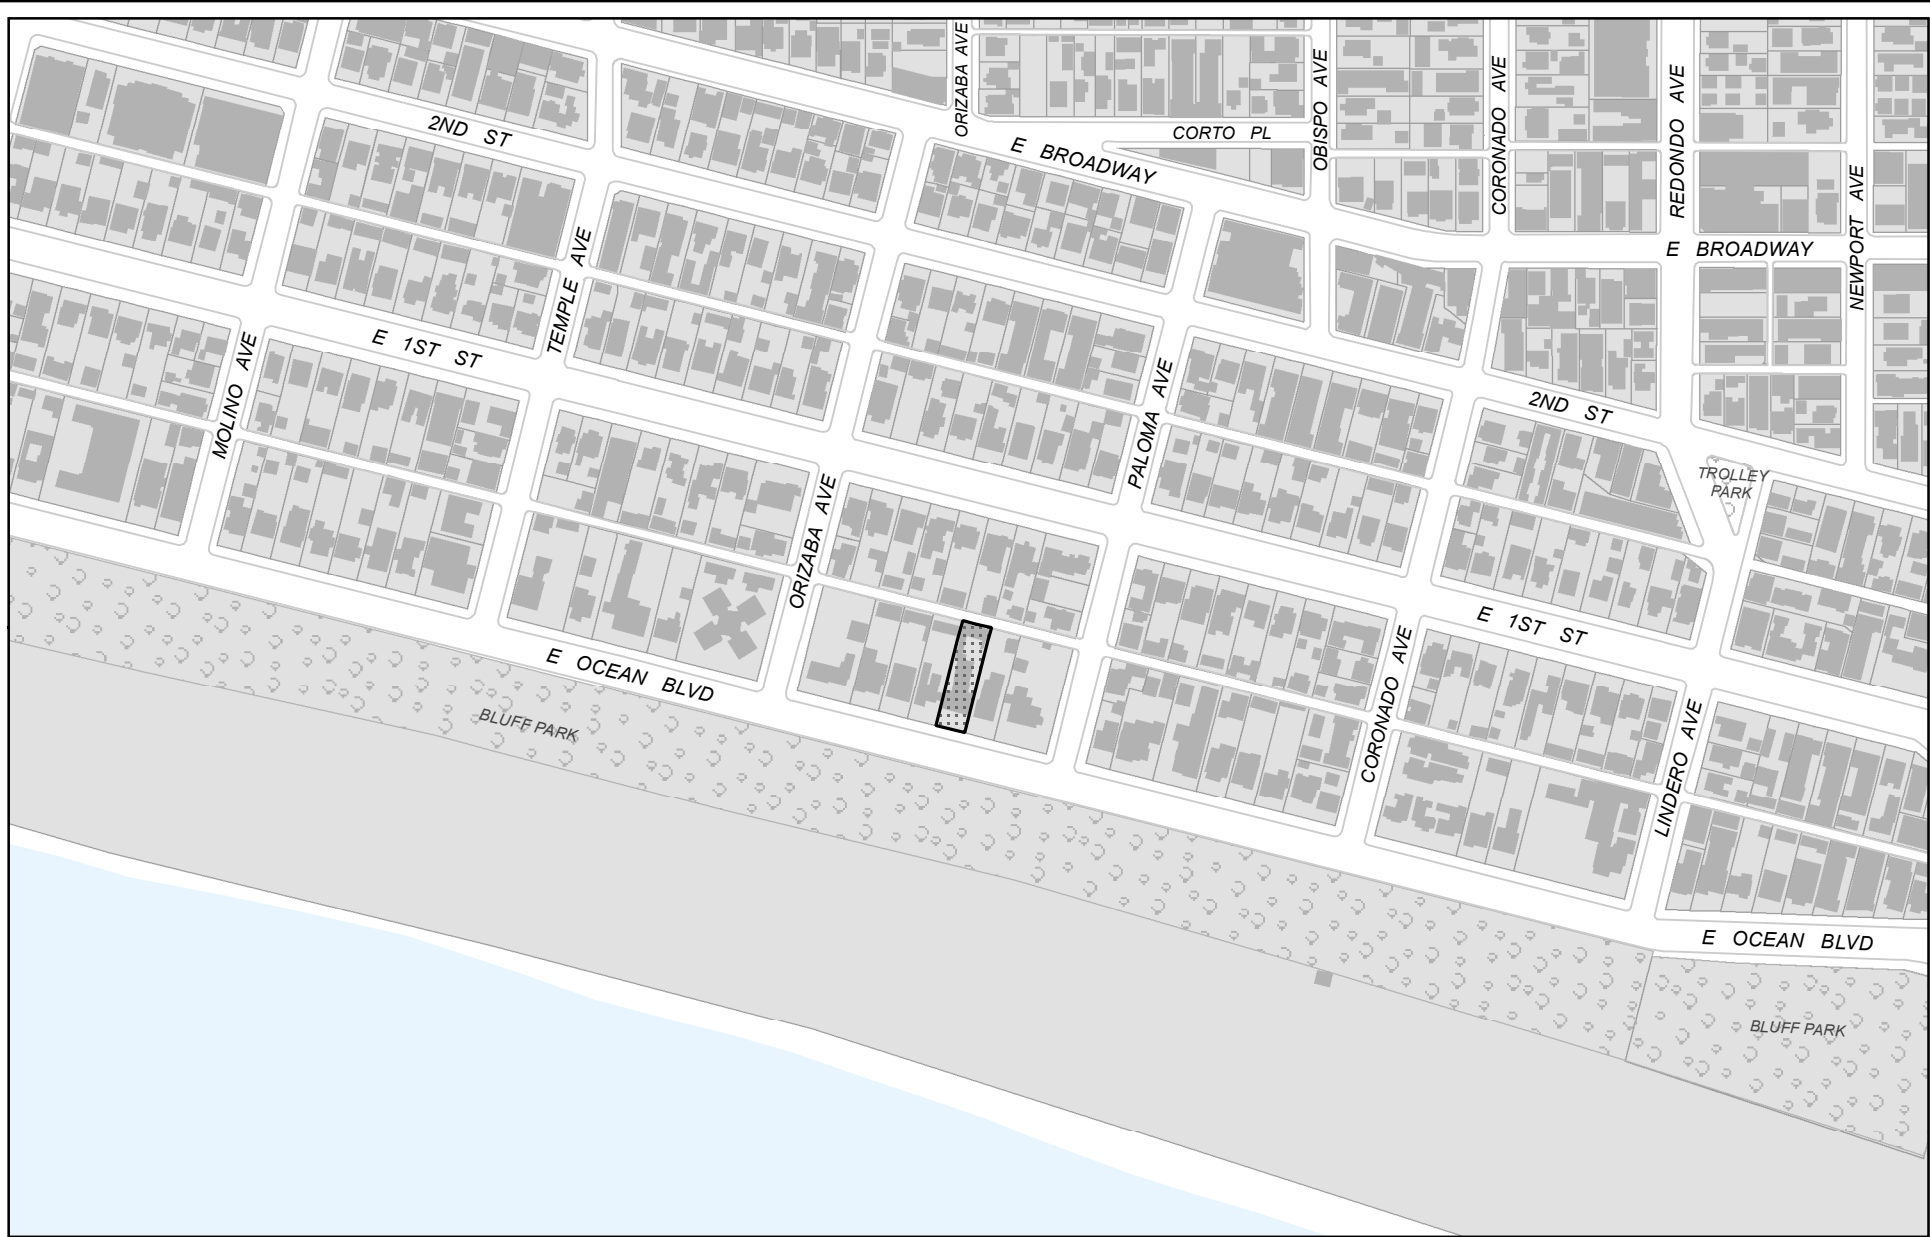 ORIZABA AVE
OBISPO AVE
CORONADO AVE
REDONDO AVE
NEWPORT AVE
2ND ST
CORTO PL
E BROADWAY
E BROADWAY
TEMPLE AVE
MOLINO AVE
E 1ST ST
PALOMA AVE
2ND ST
TROLLEY
PARK
ORIZABA AVE
E 1ST ST
E OCEAN BLVD
CORONADO AVE
LINDERO AVE
BLUFF PARK
E OCEAN BLVD
BLUFF PARK